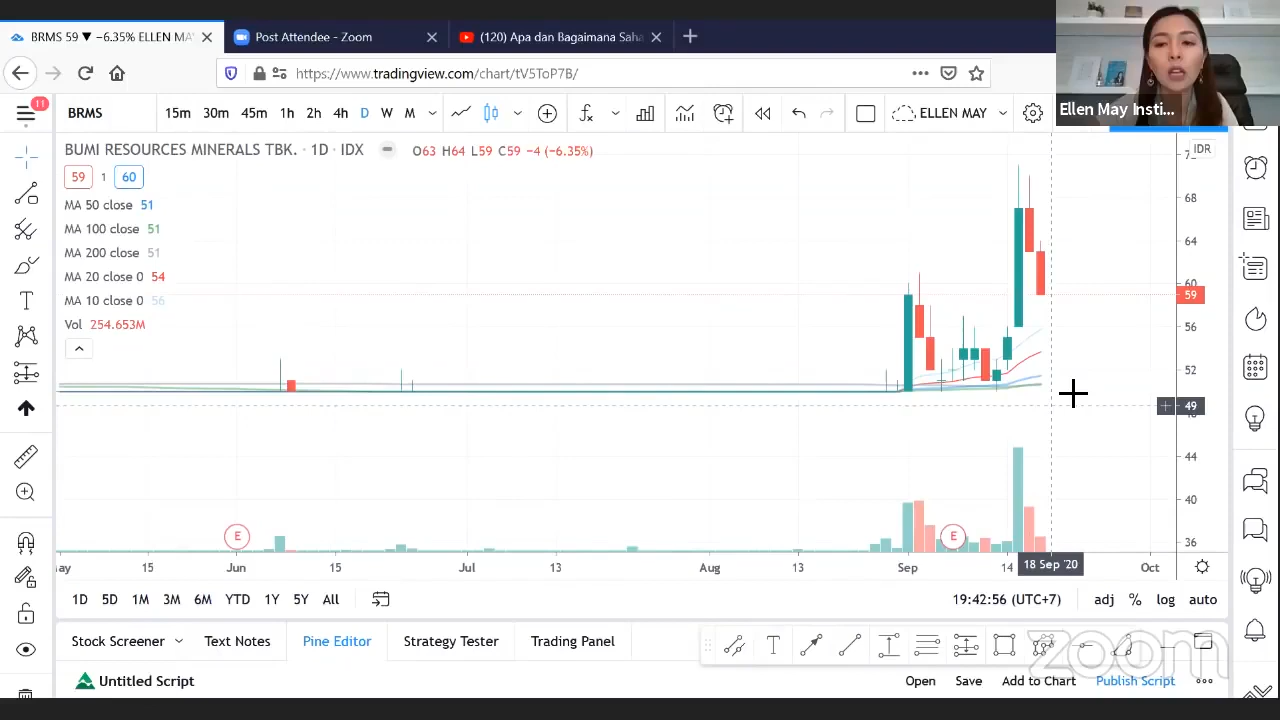 BRMS 59 ▼ −6.35% ELLEN MA
Post Attendee - Zoom
(120) Apa dan Bagaimana Saha
https://www.tradingview.com/chart/tV5ToP7B/
Ellen May Insti...
11
BRMS 15m 30m 45m 1h 2h 4h D W M ELLEN MAY
BUMI RESOURCES MINERALS TBK. · 1D · IDX O63 H64 L59 C59 −4 (−6.35%)
IDR
59 1 60
MA 50 close 51
MA 100 close 51
MA 200 close 51
MA 20 close 0 54
MA 10 close 0 56
Vol 254.653M
68
64
60
59
56
52
49
44
40
36
E E
15 Jun 15 Jul 13 Aug 13 Sep 14 18 Sep '20 Oct
1D 5D 1M 3M 6M YTD 1Y 5Y All 19:42:56 (UTC+7) adj % log auto
Stock Screener Text Notes Pine Editor Strategy Tester Trading Panel
zoom
Untitled Script Open Save Add to Chart Publish Script